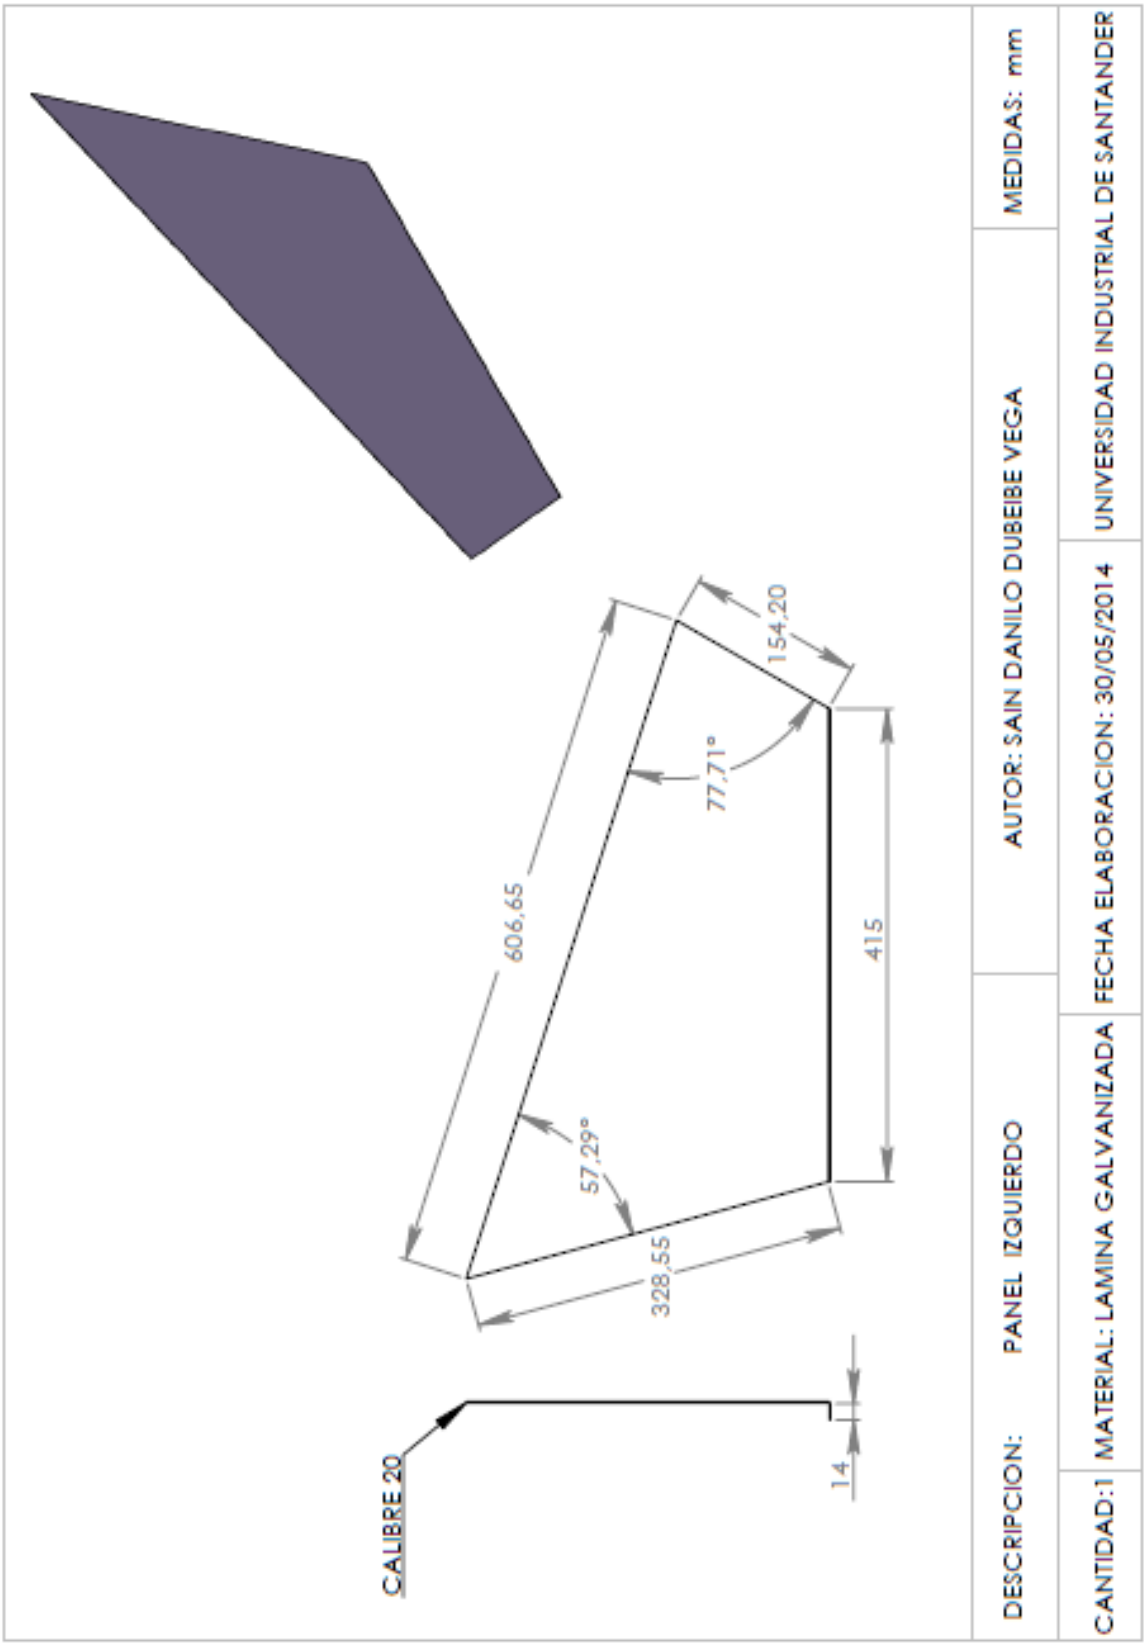 CALIBRE 20
14
328,55
57,29°
606,65
77,71°
154,20
415
DESCRIPCION: PANEL IZQUIERDO
AUTOR: SAIN DANILO DUBEIBE VEGA
MEDIDAS: mm
CANTIDAD:1
MATERIAL: LAMINA GALVANIZADA
FECHA ELABORACION: 30/05/2014
UNIVERSIDAD INDUSTRIAL DE SANTANDER